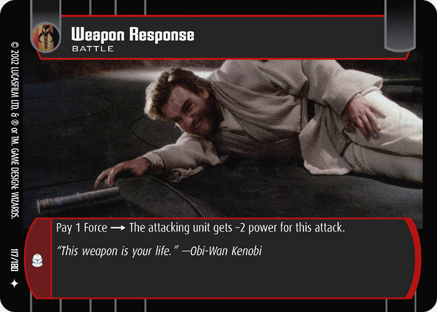 Weapon Response
BATTLE
Pay 1 Force → The attacking unit gets –2 power for this attack.
"This weapon is your life." —Obi-Wan Kenobi
© 2002 LUCASFILM LTD. & ® or TM. GAME DESIGN: WIZARDS.
117/180